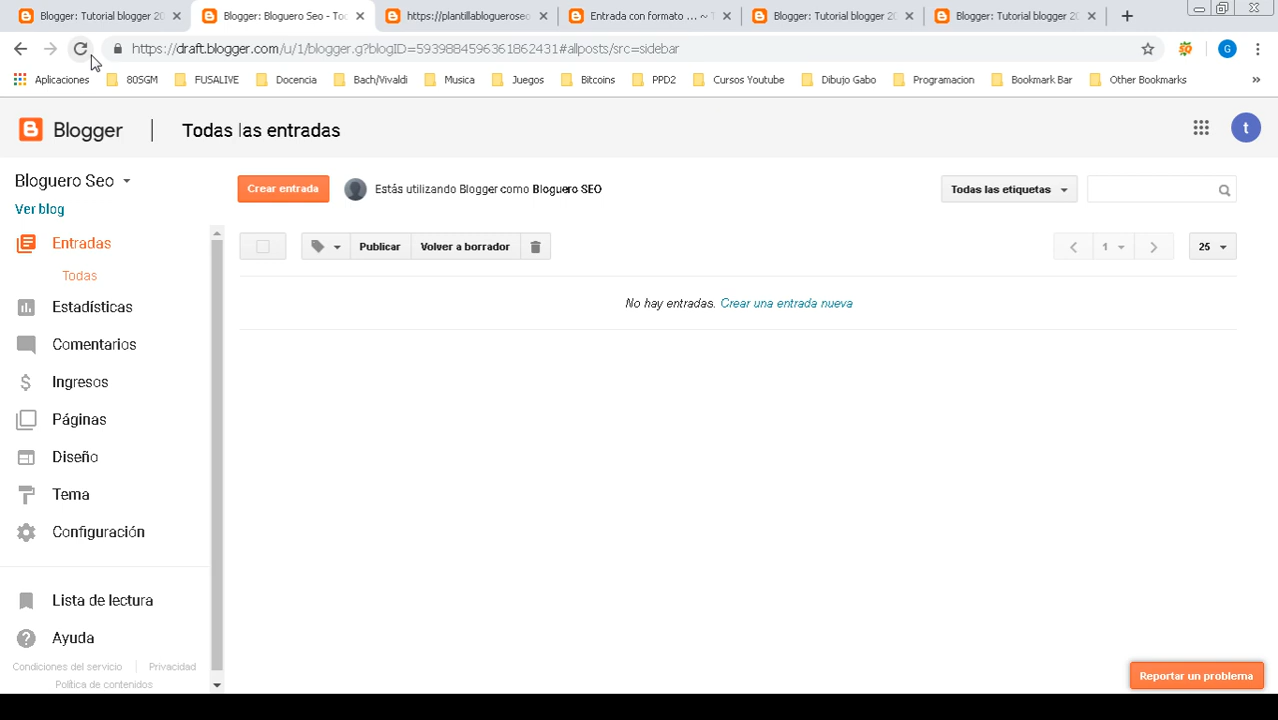 Blogger: Tutorial blogger 20
Blogger: Bloguero Seo - Too
https://plantillablogueroseo
Entrada con formato ... ~ T
Blogger: Tutorial blogger 20
Blogger: Tutorial blogger 20
https://draft.blogger.com/u/1/blogger.g?blogID=5939884596361862431#allposts/src=sidebar
G
Aplicaciones
80SGM
FUSALIVE
Docencia
Bach/Vivaldi
Musica
Juegos
Bitcoins
PPD2
Cursos Youtube
Dibujo Gabo
Programacion
Bookmark Bar
Other Bookmarks
»
Blogger
Todas las entradas
t
Bloguero Seo
Ver blog
Crear entrada
Estás utilizando Blogger como Bloguero SEO
Todas las etiquetas
Entradas
Todas
Estadísticas
Comentarios
Ingresos
Páginas
Diseño
Tema
Configuración
Lista de lectura
Ayuda
Condiciones del servicio
Privacidad
Política de contenidos
Publicar
Volver a borrador
1
25
No hay entradas. Crear una entrada nueva
Reportar un problema